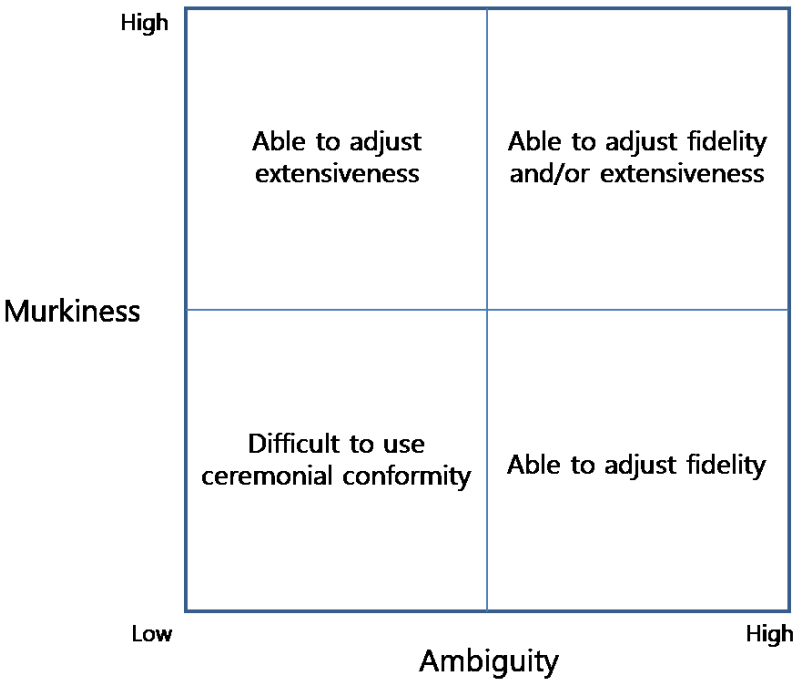 High
Able to adjust
extensiveness
Able to adjust fidelity
and/or extensiveness
Murkiness
Difficult to use
ceremonial conformity
Able to adjust fidelity
Low
High
Ambiguity